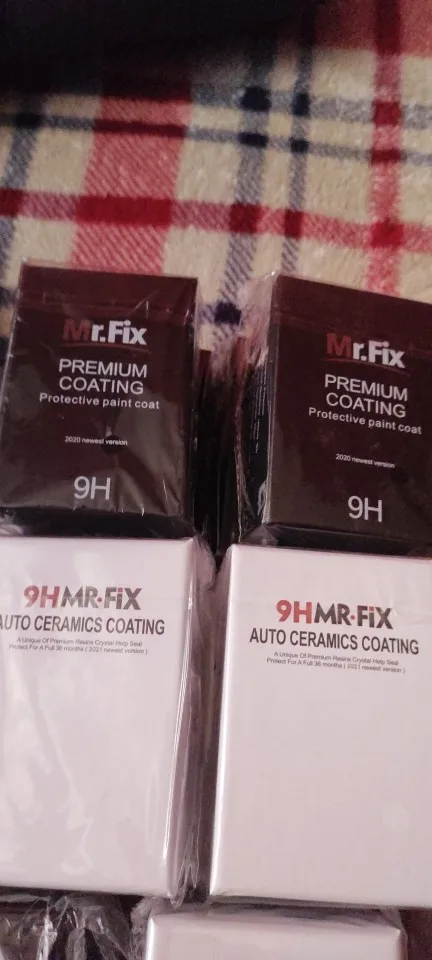 Mr.Fix
PREMIUM
COATING
Protective paint coat
2020 newest version
9H
Mr.Fix
PREMIUM
COATING
Protective paint coat
2020 newest version
9H
9HMR·FiX
AUTO CERAMICS COATING
A Unique Of Premium Resins Crystal Help Seal
Protect For A Full 36 months ( 2021 newest version )
9HMR·FiX
AUTO CERAMICS COATING
A Unique Of Premium Resins Crystal Help Seal
Protect For A Full 36 months ( 2021 newest version )